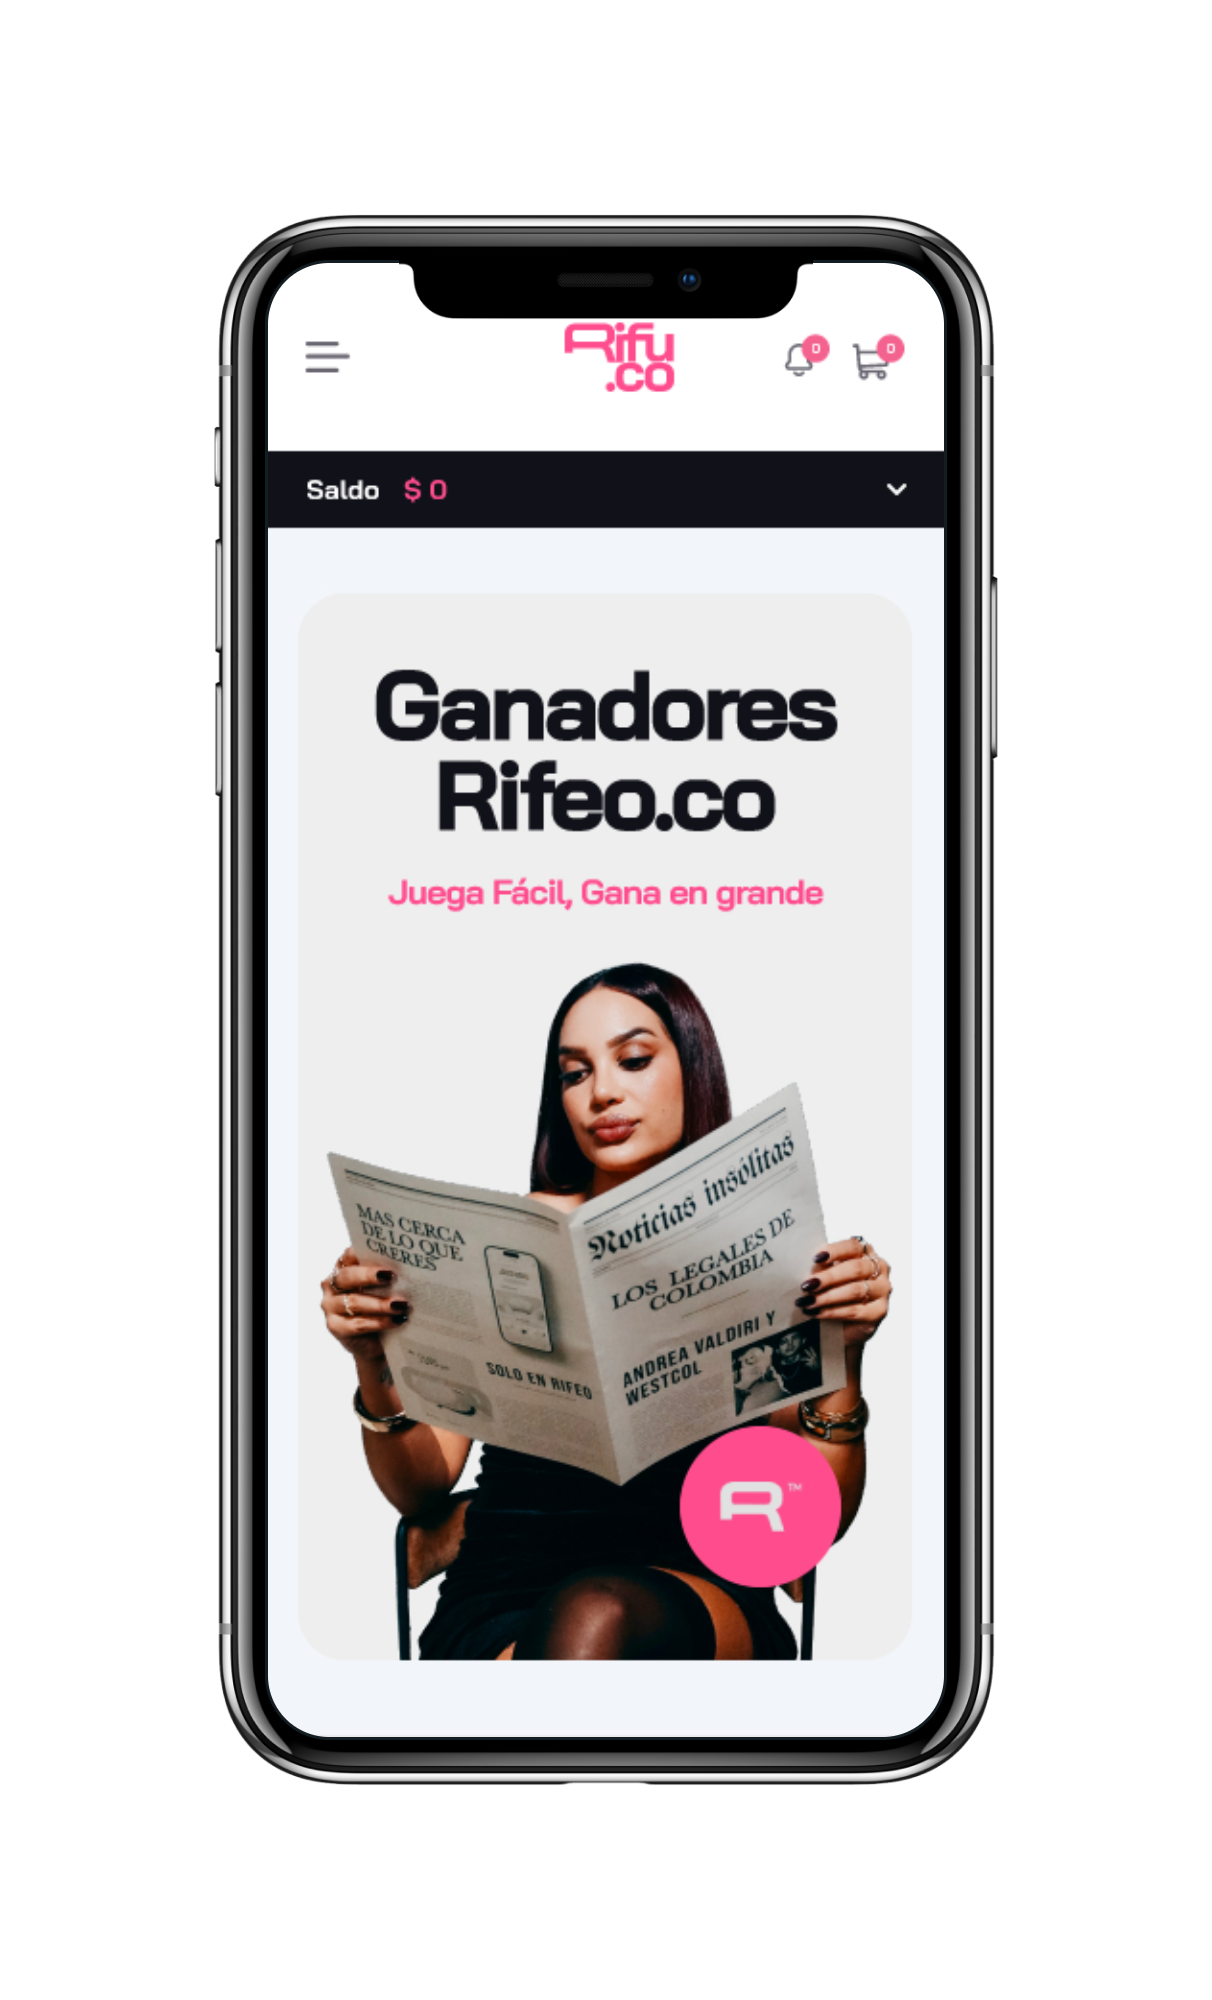 Rifu
.co
0
0
Saldo $ 0
Ganadores
Rifeo.co
Juega Fácil, Gana en grande
MAS CERCA
DE LO QUE
CRERES
SOLO EN RIFEO
Noticias insólitas
LOS LEGALES DE
COLOMBIA
ANDREA VALDIRI Y
WESTCOL
R™